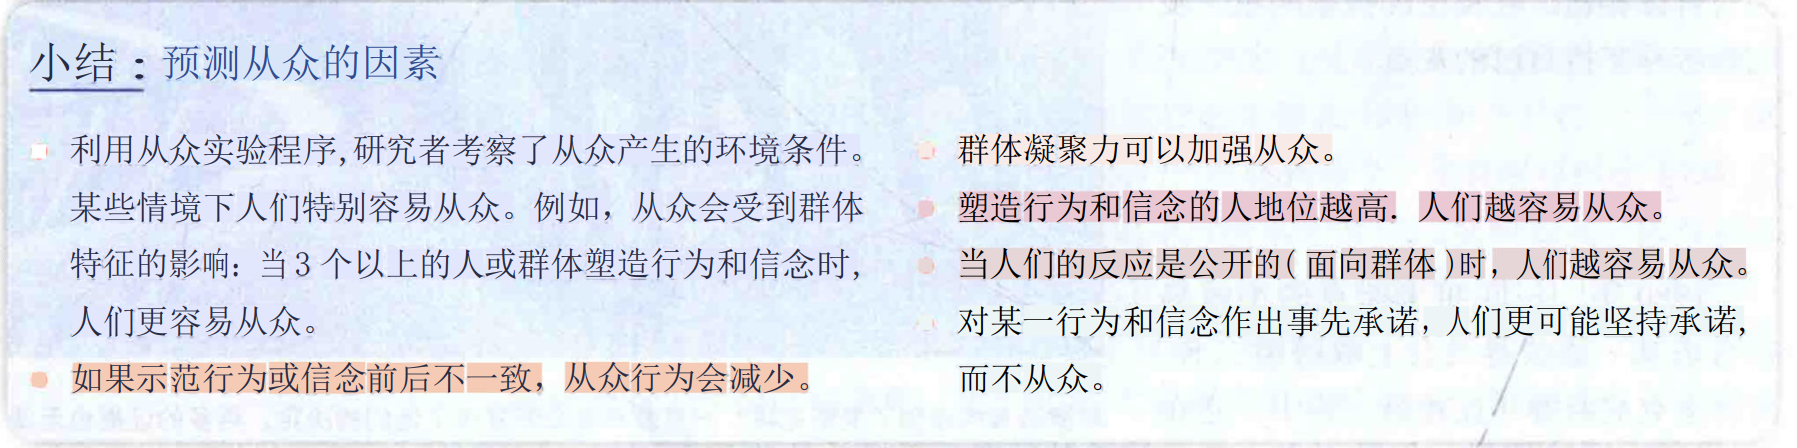 小结：预测从众的因素
利用从众实验程序,研究者考察了从众产生的环境条件。
某些情境下人们特别容易从众。例如，从众会受到群体
特征的影响：当3个以上的人或群体塑造行为和信念时,
人们更容易从众。
如果示范行为或信念前后不一致，从众行为会减少。
群体凝聚力可以加强从众。
塑造行为和信念的人地位越高．人们越容易从众。
当人们的反应是公开的(面向群体)时,人们越容易从众。
对某一行为和信念作出事先承诺,人们更可能坚持承诺,
而不从众。